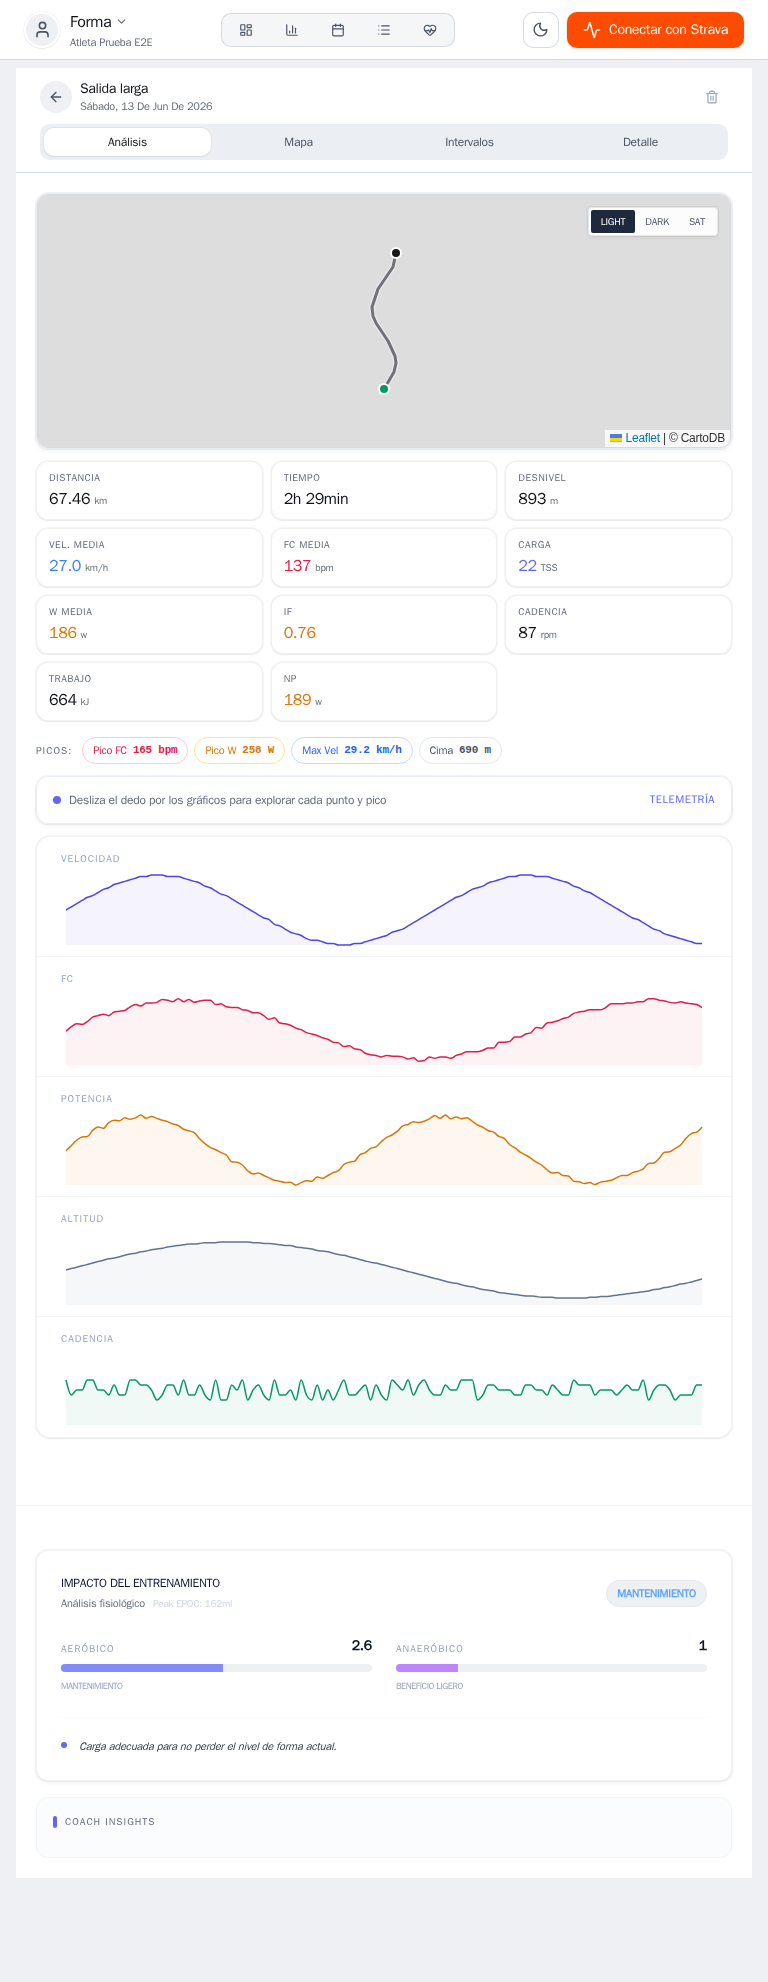 Forma
Atleta Prueba E2E
Conectar con Strava
Salida larga
Sábado, 13 De Jun De 2026
Análisis
Mapa
Intervalos
Detalle
LIGHT
DARK
SAT
Leaflet | © CartoDB
DISTANCIA
67.46 km
TIEMPO
2h 29min
DESNIVEL
893 m
VEL. MEDIA
27.0 km/h
FC MEDIA
137 bpm
CARGA
22 TSS
W MEDIA
186 w
IF
0.76
CADENCIA
87 rpm
TRABAJO
664 kJ
NP
189 w
PICOS:
Pico FC 165 bpm
Pico W 258 W
Max Vel 29.2 km/h
Cima 690 m
Desliza el dedo por los gráficos para explorar cada punto y pico
TELEMETRÍA
VELOCIDAD
FC
POTENCIA
ALTITUD
CADENCIA
IMPACTO DEL ENTRENAMIENTO
Análisis fisiológico Peak EPOC: 162ml
MANTENIMIENTO
AERÓBICO
2.6
MANTENIMIENTO
ANAERÓBICO
1
BENEFICIO LIGERO
Carga adecuada para no perder el nivel de forma actual.
COACH INSIGHTS